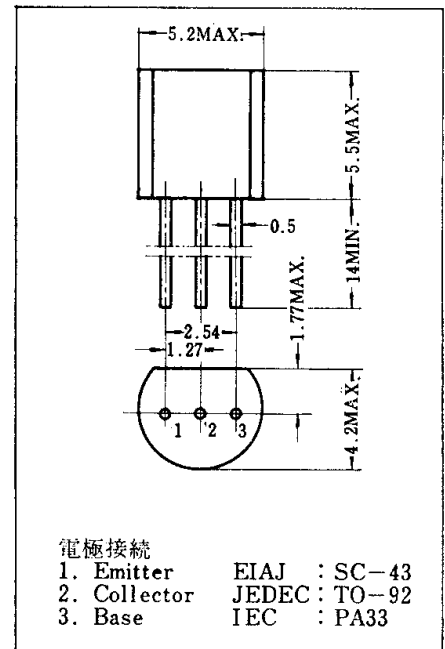 5.2MAX.
5.5MAX.
0.5
14MIN.
1.77MAX.
2.54
1.27
4.2MAX.
1 2 3
電極接続
1. Emitter EIAJ : SC-43
2. Collector JEDEC : TO-92
3. Base IEC : PA33